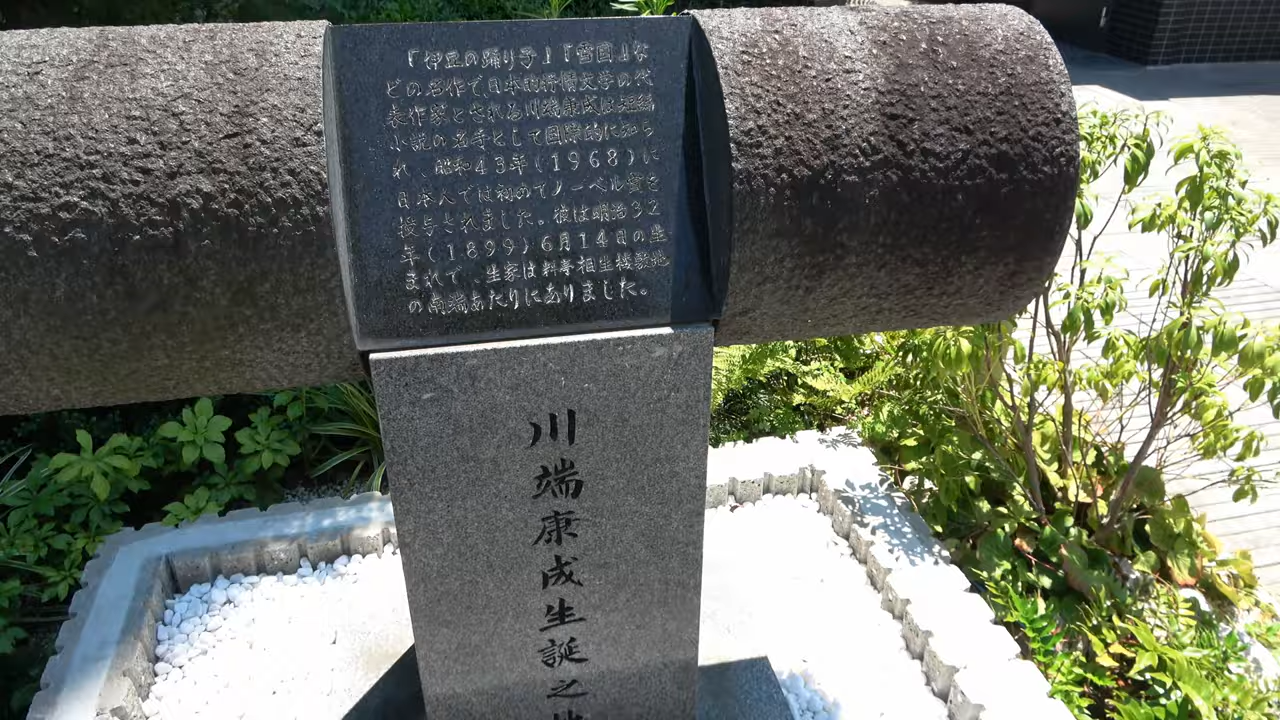 『伊豆の踊り子』『雪国』な
どの名作で、日本的抒情文学の代
表作家とされる川端康成は短編
小説の名手として国際的に知ら
れ、昭和43年(1968)に
日本人では初めてノーベル賞を
授与されました。彼は明治32
年(1899)6月14日の生
まれで、生家は料亭相生楼敷地
の南端あたりにありました。
川端康成生誕之地